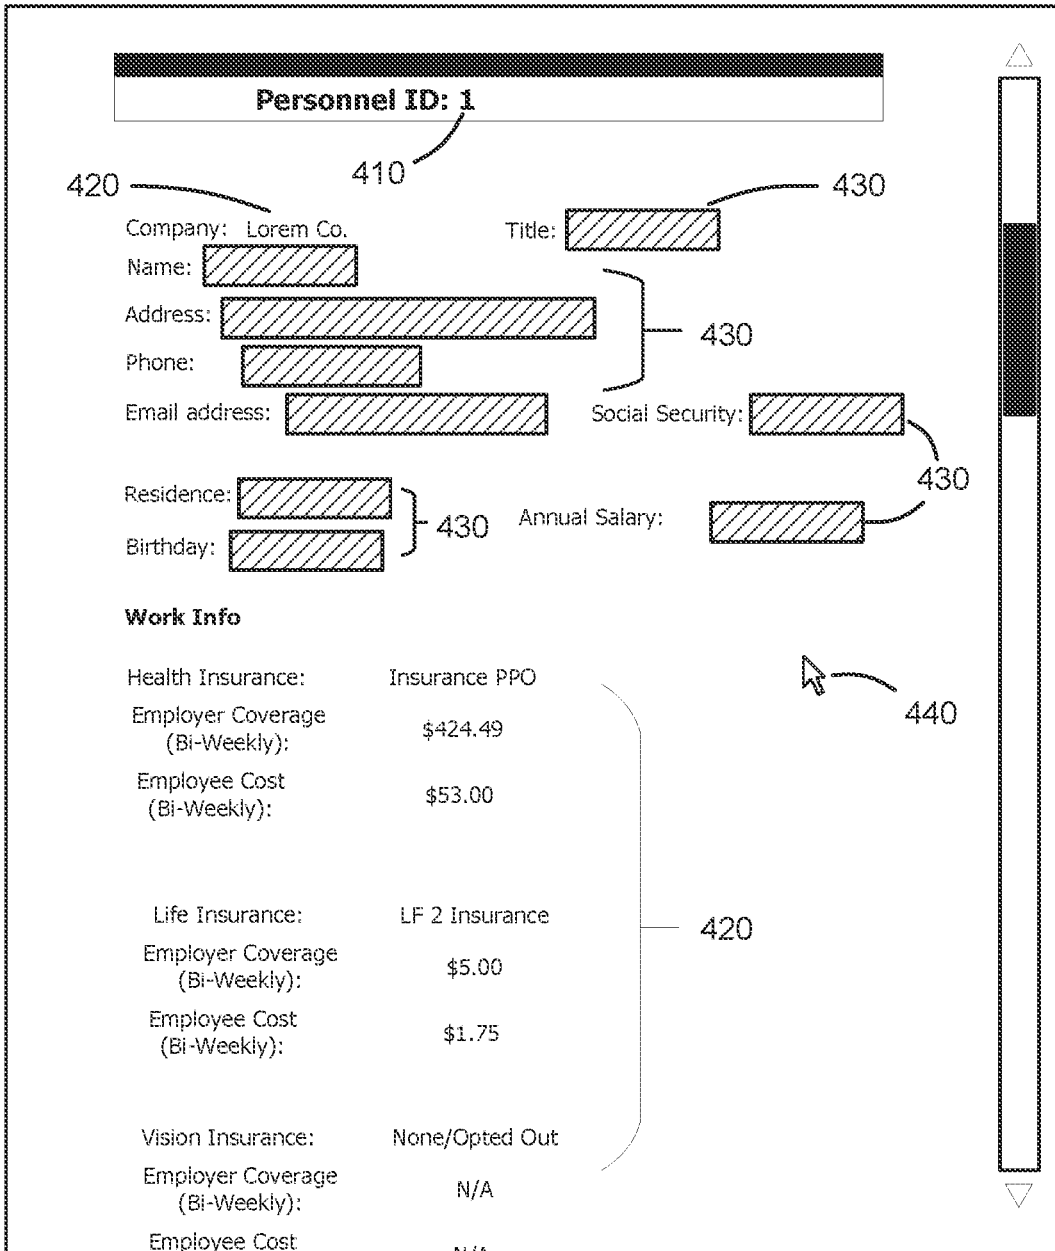 Personnel ID: 1
410
420
430
Company: Lorem Co.
Title:
Name:
Address:
430
Phone:
Email address:
Social Security:
430
Residence:
430
Annual Salary:
Birthday:
Work Info
Health Insurance: Insurance PPO
440
Employer Coverage
(Bi-Weekly):
$424.49
Employee Cost
(Bi-Weekly):
$53.00
Life Insurance: LF 2 Insurance
420
Employer Coverage
(Bi-Weekly):
$5.00
Employee Cost
(Bi-Weekly):
$1.75
Vision Insurance: None/Opted Out
Employer Coverage
(Bi-Weekly):
N/A
Employee Cost
N/A